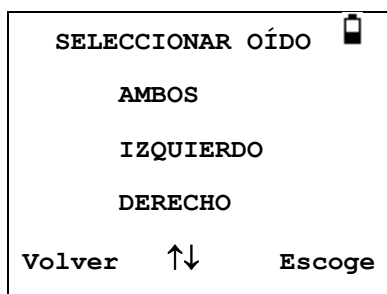 SELECCIONAR OÍDO
AMBOS
IZQUIERDO
DERECHO
Volver ↑↓ Escoge